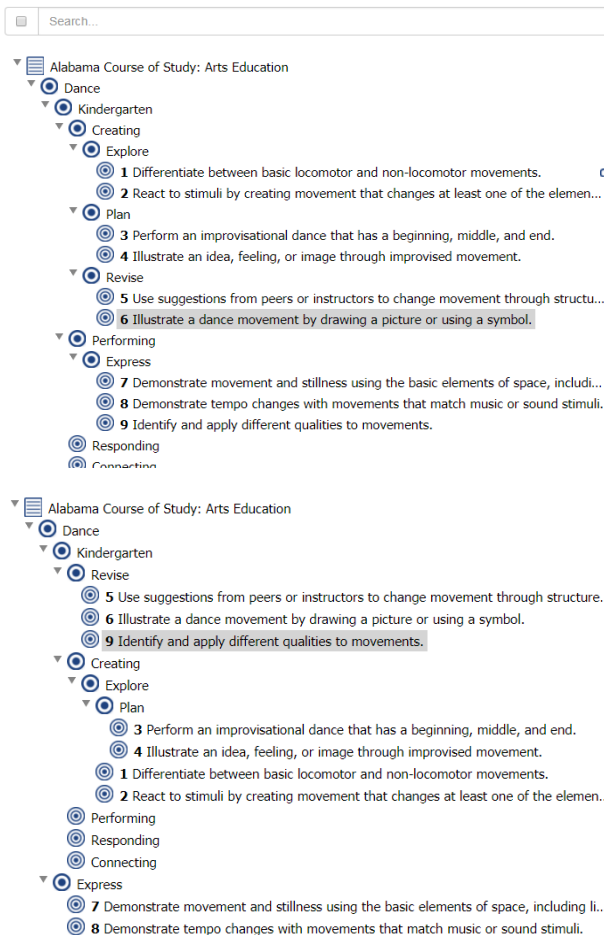 Search...
Alabama Course of Study: Arts Education
Dance
Kindergarten
Creating
Explore
1 Differentiate between basic locomotor and non-locomotor movements.
2 React to stimuli by creating movement that changes at least one of the elemen...
Plan
3 Perform an improvisational dance that has a beginning, middle, and end.
4 Illustrate an idea, feeling, or image through improvised movement.
Revise
5 Use suggestions from peers or instructors to change movement through structu...
6 Illustrate a dance movement by drawing a picture or using a symbol.
Performing
Express
7 Demonstrate movement and stillness using the basic elements of space, includi...
8 Demonstrate tempo changes with movements that match music or sound stimuli.
9 Identify and apply different qualities to movements.
Responding
Connecting
Alabama Course of Study: Arts Education
Dance
Kindergarten
Revise
5 Use suggestions from peers or instructors to change movement through structure.
6 Illustrate a dance movement by drawing a picture or using a symbol.
9 Identify and apply different qualities to movements.
Creating
Explore
Plan
3 Perform an improvisational dance that has a beginning, middle, and end.
4 Illustrate an idea, feeling, or image through improvised movement.
1 Differentiate between basic locomotor and non-locomotor movements.
2 React to stimuli by creating movement that changes at least one of the elemen...
Performing
Responding
Connecting
Express
7 Demonstrate movement and stillness using the basic elements of space, including li...
8 Demonstrate tempo changes with movements that match music or sound stimuli.